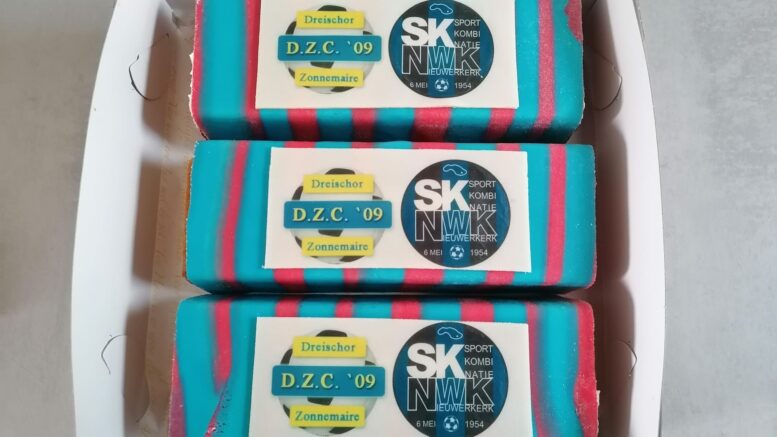 Dreischor
D.Z.C. `09
Zonnemaire
SK SPORT
KOMBI
NATIE
NWK
NIEUWERKERK
6 MEI 1954
Dreischor
D.Z.C. `09
Zonnemaire
SK SPORT
KOMBI
NATIE
NWK
NIEUWERKERK
6 MEI 1954
Dreischor
D.Z.C. `09
Zonnemaire
SK SPORT
KOMBI
NATIE
NWK
NIEUWERKERK
6 MEI 1954